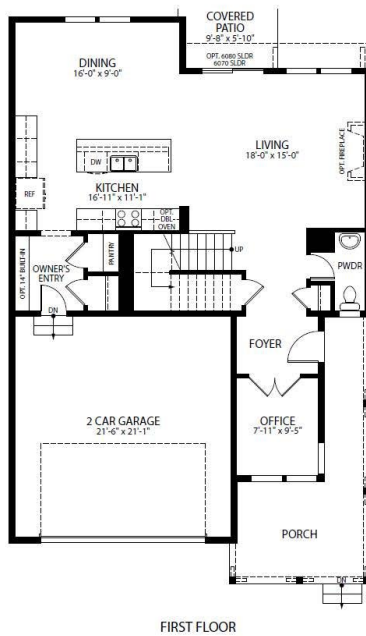 COVERED
PATIO
9'-8" x 5'-10"
DINING
16'-0" x 9'-0"
OPT. 6080 SLDR
6070 SLDR
LIVING
18'-0" x 15'-0"
OPT. FIREPLACE
DW
REF
KITCHEN
16'-11" x 11'-1"
OPT.
DBL
OVEN
UP
OPT. 14" BUILT-IN
OWNER'S
ENTRY
PANTRY
PWDR
DN
FOYER
2 CAR GARAGE
21'-6" x 21'-1"
OFFICE
7'-11" x 9'-5"
PORCH
DN
FIRST FLOOR